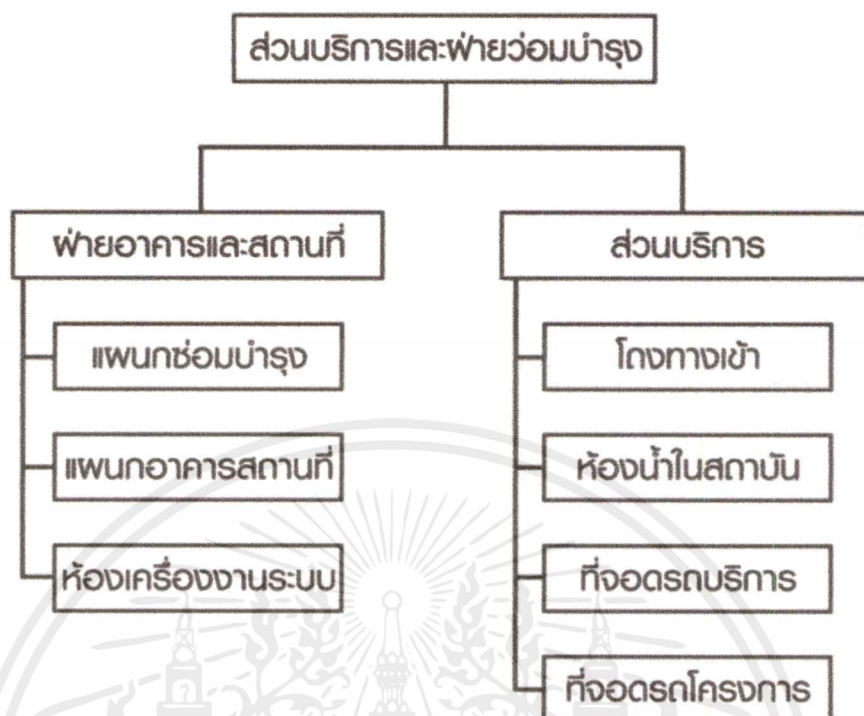 ส่วนบริการและฝ่ายว่อมบำรุง
ฝ่ายอาคารและสถานที่
ส่วนบริการ
แผนกซ่อมบำรุง
โถงทางเข้า
แผนกอาคารสถานที่
ห้องน้ำในสถาบัน
ห้องเครื่องงานระบบ
ที่จอดรถบริการ
ที่จอดรถโครงการ